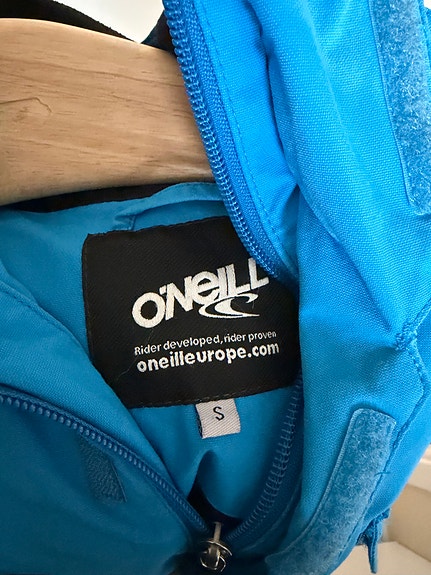 O'NEILL
Rider developed, rider proven
oneilleurope.com
S